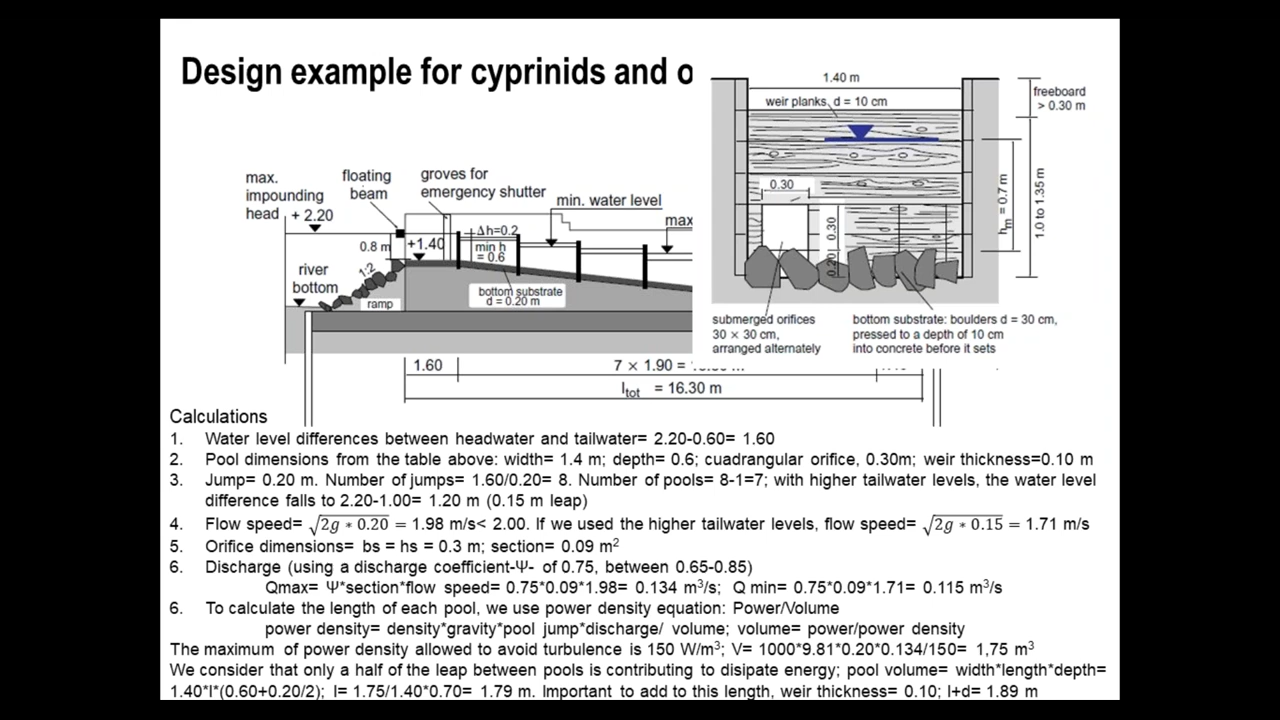 Design example for cyprinids and o
1.40 m
weir planks, d = 10 cm
freeboard
> 0.30 m
0.30
0.30
0.20
hm = 0.7 m
1.0 to 1.35 m
submerged orifices
30 × 30 cm,
arranged alternately
bottom substrate: boulders d = 30 cm,
pressed to a depth of 10 cm
into concrete before it sets
max.
impounding
head
+ 2.20
floating
beam
groves for
emergency shutter
min. water level
max
0.8 m
+1.40
Δh=0.2
min h
= 0.6
river
bottom
1:2
ramp
bottom substrate
d = 0.20 m
1.60
7 × 1.90 =
ltot = 16.30 m
Calculations
1. Water level differences between headwater and tailwater= 2.20-0.60= 1.60
2. Pool dimensions from the table above: width= 1.4 m; depth= 0.6; cuadrangular orifice, 0.30m; weir thickness=0.10 m
3. Jump= 0.20 m. Number of jumps= 1.60/0.20= 8. Number of pools= 8-1=7; with higher tailwater levels, the water level
difference falls to 2.20-1.00= 1.20 m (0.15 m leap)
4. Flow speed= √2g ∗ 0.20 = 1.98 m/s< 2.00. If we used the higher tailwater levels, flow speed= √2g ∗ 0.15 = 1.71 m/s
5. Orifice dimensions= bs = hs = 0.3 m; section= 0.09 m²
6. Discharge (using a discharge coefficient-Ψ- of 0.75, between 0.65-0.85)
Qmax= Ψ*section*flow speed= 0.75*0.09*1.98= 0.134 m³/s; Q min= 0.75*0.09*1.71= 0.115 m³/s
6. To calculate the length of each pool, we use power density equation: Power/Volume
power density= density*gravity*pool jump*discharge/ volume; volume= power/power density
The maximum of power density allowed to avoid turbulence is 150 W/m³; V= 1000*9.81*0.20*0.134/150= 1,75 m³
We consider that only a half of the leap between pools is contributing to disipate energy; pool volume= width*length*depth=
1.40*l*(0.60+0.20/2); l= 1.75/1.40*0.70= 1.79 m. Important to add to this length, weir thickness= 0.10; l+d= 1.89 m